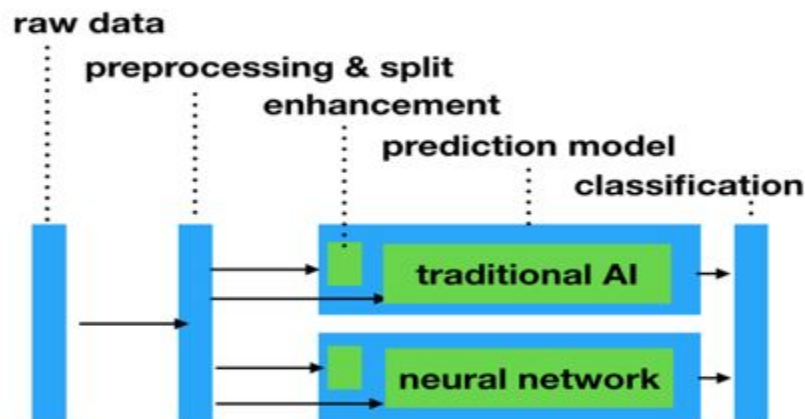 raw data
preprocessing & split
enhancement
prediction model
classification
traditional AI
neural network